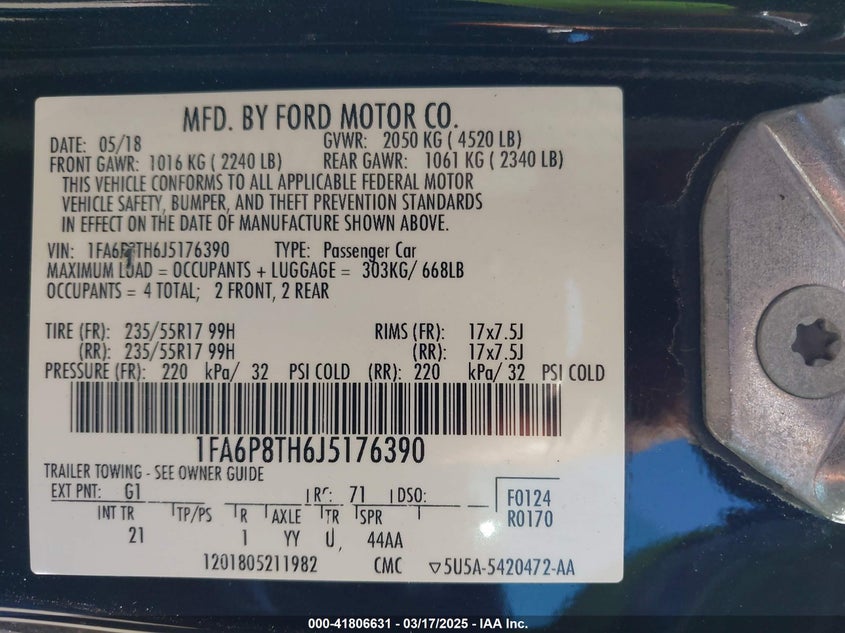 MFD. BY FORD MOTOR CO.
DATE: 05/18 GVWR: 2050 KG ( 4520 LB)
FRONT GAWR: 1016 KG ( 2240 LB) REAR GAWR: 1061 KG ( 2340 LB)
THIS VEHICLE CONFORMS TO ALL APPLICABLE FEDERAL MOTOR
VEHICLE SAFETY, BUMPER, AND THEFT PREVENTION STANDARDS
IN EFFECT ON THE DATE OF MANUFACTURE SHOWN ABOVE.
VIN: 1FA6P8TH6J5176390 TYPE: Passenger Car
MAXIMUM LOAD = OCCUPANTS + LUGGAGE = 303KG/ 668LB
OCCUPANTS = 4 TOTAL; 2 FRONT, 2 REAR
TIRE (FR): 235/55R17 99H RIMS (FR): 17x7.5J
(RR): 235/55R17 99H (RR): 17x7.5J
PRESSURE (FR): 220 kPa/ 32 PSI COLD (RR): 220 kPa/ 32 PSI COLD
1FA6P8TH6J5176390
TRAILER TOWING - SEE OWNER GUIDE
EXT PNT: G1 RC: 71 DSO: F0124
INT TR TP/PS R AXLE TR SPR R0170
21 1 YY U, 44AA
1201805211982 CMC ▽5U5A-5420472-AA
000-41806631 - 03/17/2025 - IAA Inc.